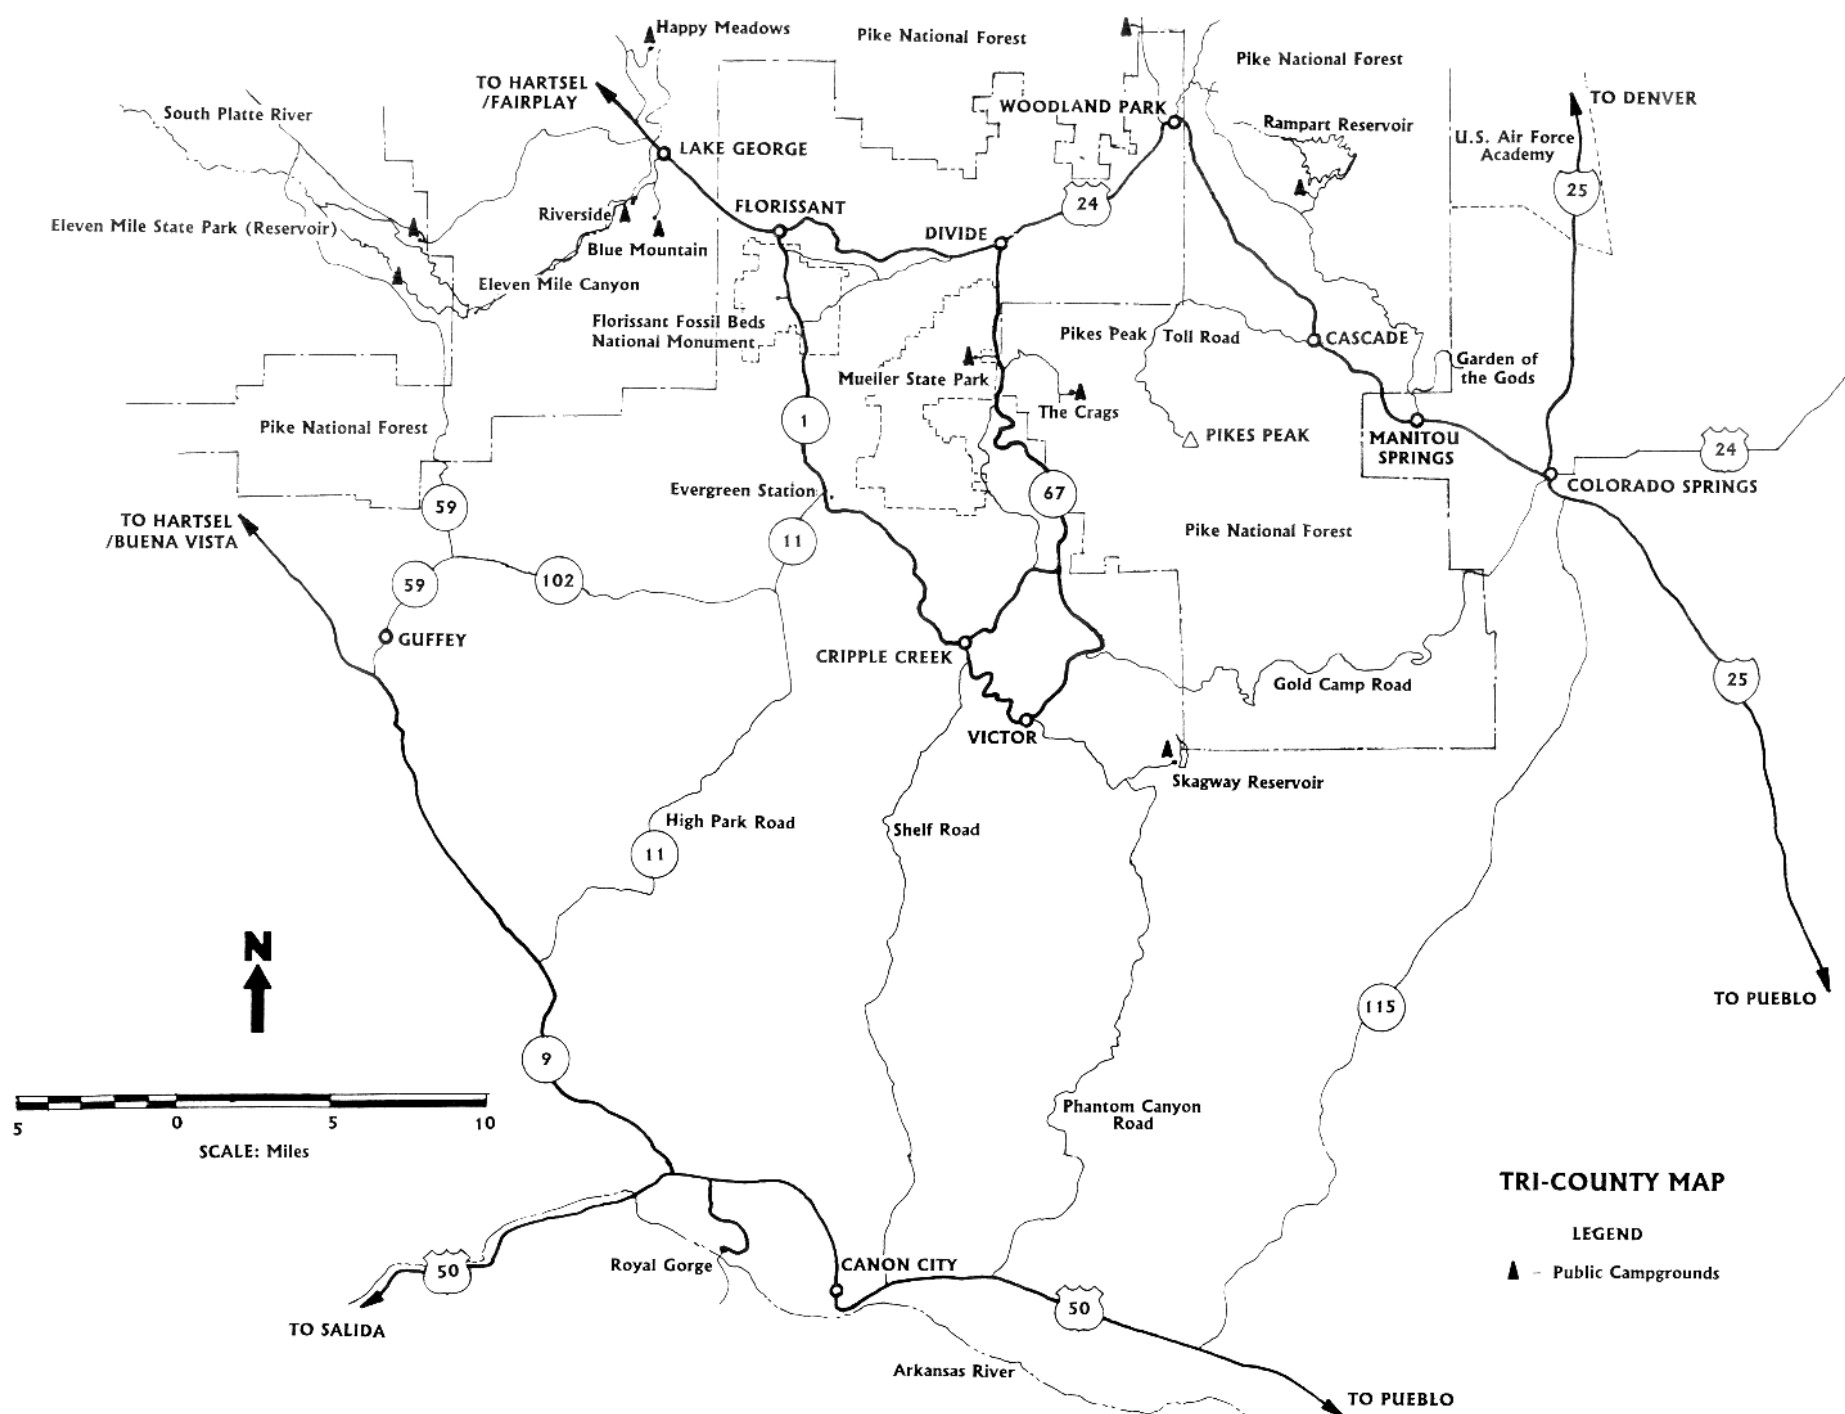 Happy Meadows
Pike National Forest
Pike National Forest
TO HARTSEL
/FAIRPLAY
TO DENVER
WOODLAND PARK
South Platte River
Rampart Reservoir
U.S. Air Force
Academy
LAKE GEORGE
25
24
FLORISSANT
Riverside
Eleven Mile State Park (Reservoir)
DIVIDE
Blue Mountain
Eleven Mile Canyon
Florissant Fossil Beds
National Monument
Pikes Peak Toll Road
CASCADE
Garden of
the Gods
Mueller State Park
The Crags
1
Pike National Forest
PIKES PEAK
MANITOU
SPRINGS
24
COLORADO SPRINGS
Evergreen Station
67
59
TO HARTSEL
/BUENA VISTA
11
Pike National Forest
59
102
GUFFEY
CRIPPLE CREEK
Gold Camp Road
25
VICTOR
Skagway Reservoir
High Park Road
Shelf Road
11
N
TO PUEBLO
115
9
5
0
5
10
SCALE: Miles
Phantom Canyon
Road
TRI-COUNTY MAP
LEGEND
- Public Campgrounds
Royal Gorge
CANON CITY
50
50
TO SALIDA
Arkansas River
TO PUEBLO